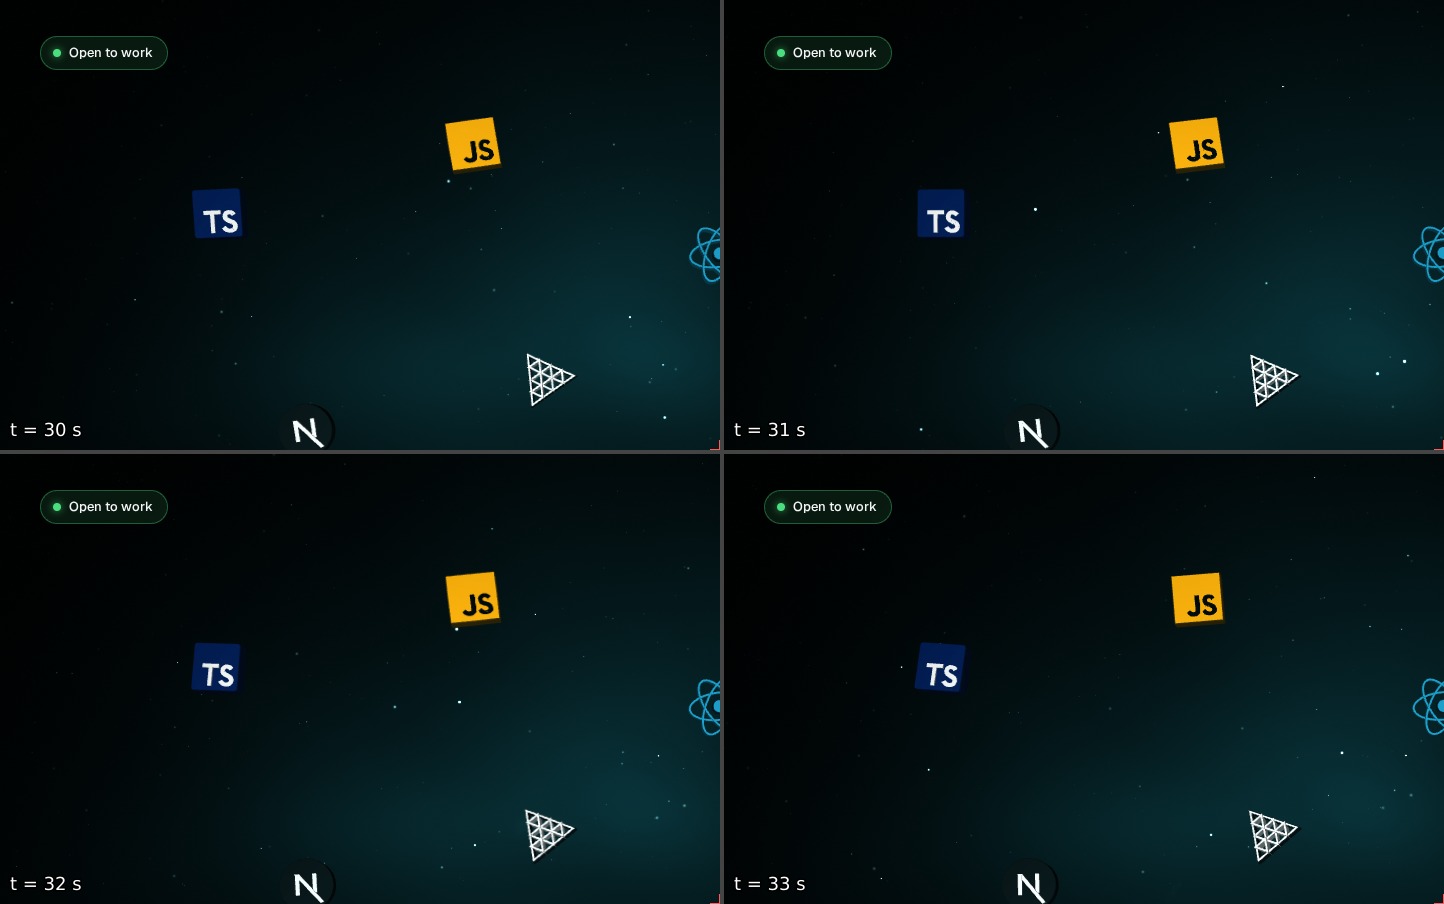 Open to work
JS
TS
N
t = 30 s
Open to work
JS
TS
N
t = 31 s
Open to work
JS
TS
N
t = 32 s
Open to work
JS
TS
N
t = 33 s